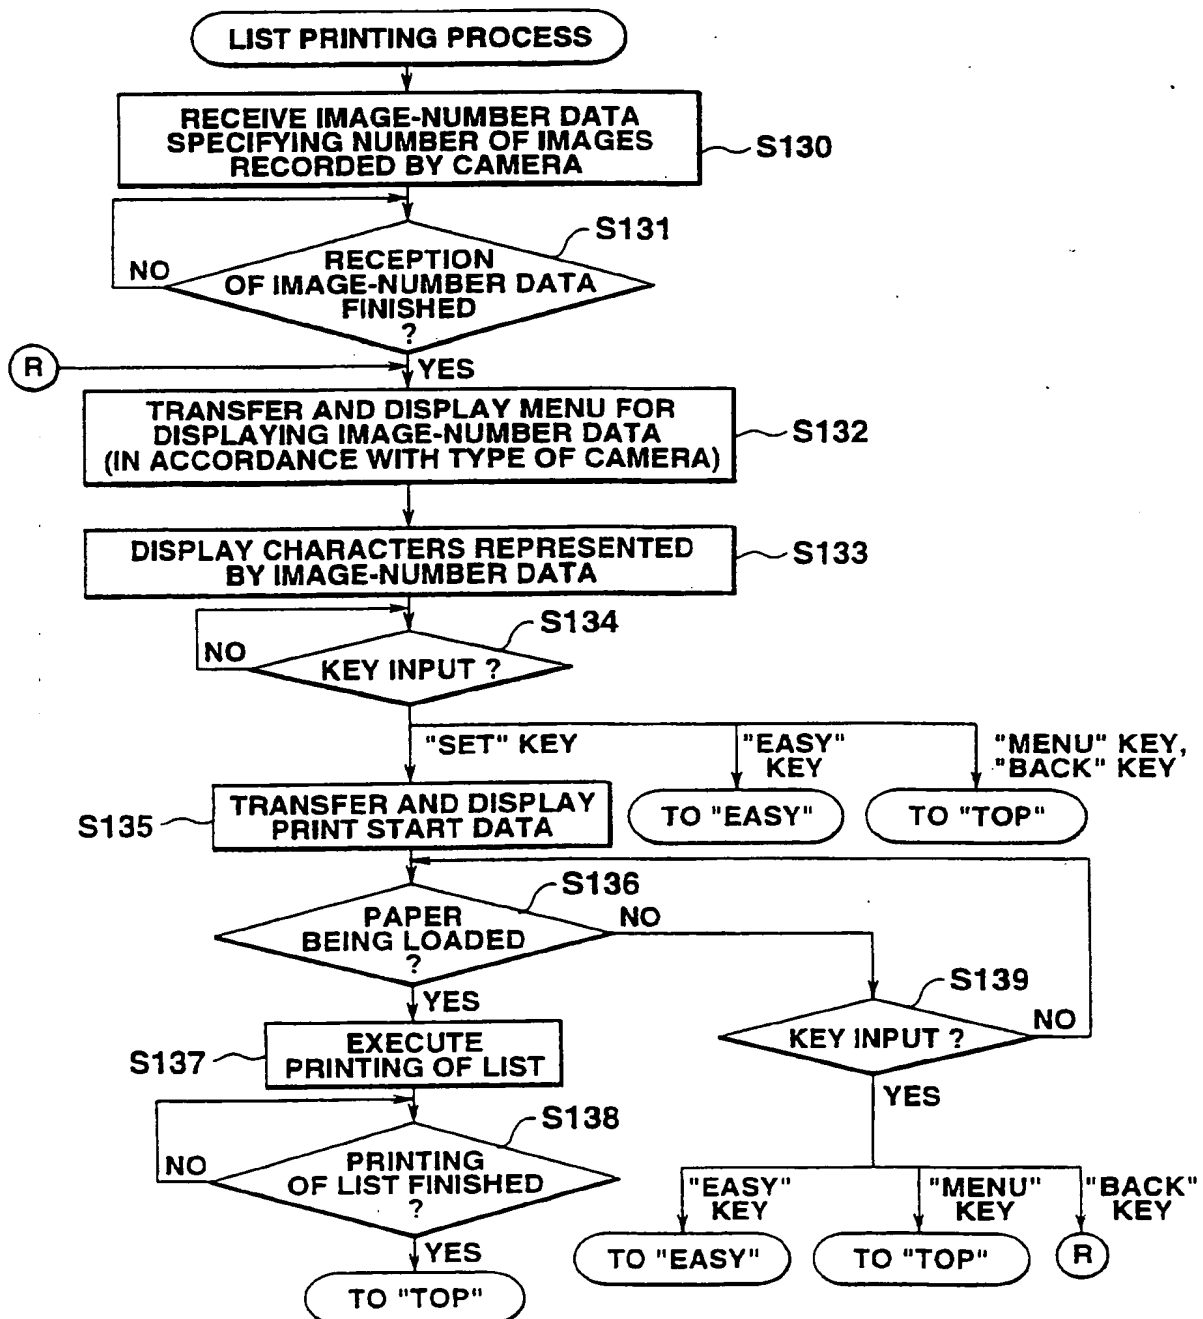 LIST PRINTING PROCESS
RECEIVE IMAGE-NUMBER DATA
SPECIFYING NUMBER OF IMAGES
RECORDED BY CAMERA
S130
S131
RECEPTION
OF IMAGE-NUMBER DATA
FINISHED
?
NO
R
YES
TRANSFER AND DISPLAY MENU FOR
DISPLAYING IMAGE-NUMBER DATA
(IN ACCORDANCE WITH TYPE OF CAMERA)
S132
DISPLAY CHARACTERS REPRESENTED
BY IMAGE-NUMBER DATA
S133
S134
NO
KEY INPUT ?
"SET" KEY
"EASY"
KEY
"MENU" KEY,
"BACK" KEY
TO "EASY"
TO "TOP"
S135
TRANSFER AND DISPLAY
PRINT START DATA
S136
PAPER
BEING LOADED
?
NO
YES
S139
KEY INPUT ?
NO
YES
S137
EXECUTE
PRINTING OF LIST
S138
NO
PRINTING
OF LIST FINISHED
?
YES
TO "TOP"
"EASY"
KEY
"MENU"
KEY
"BACK"
KEY
TO "EASY"
TO "TOP"
R